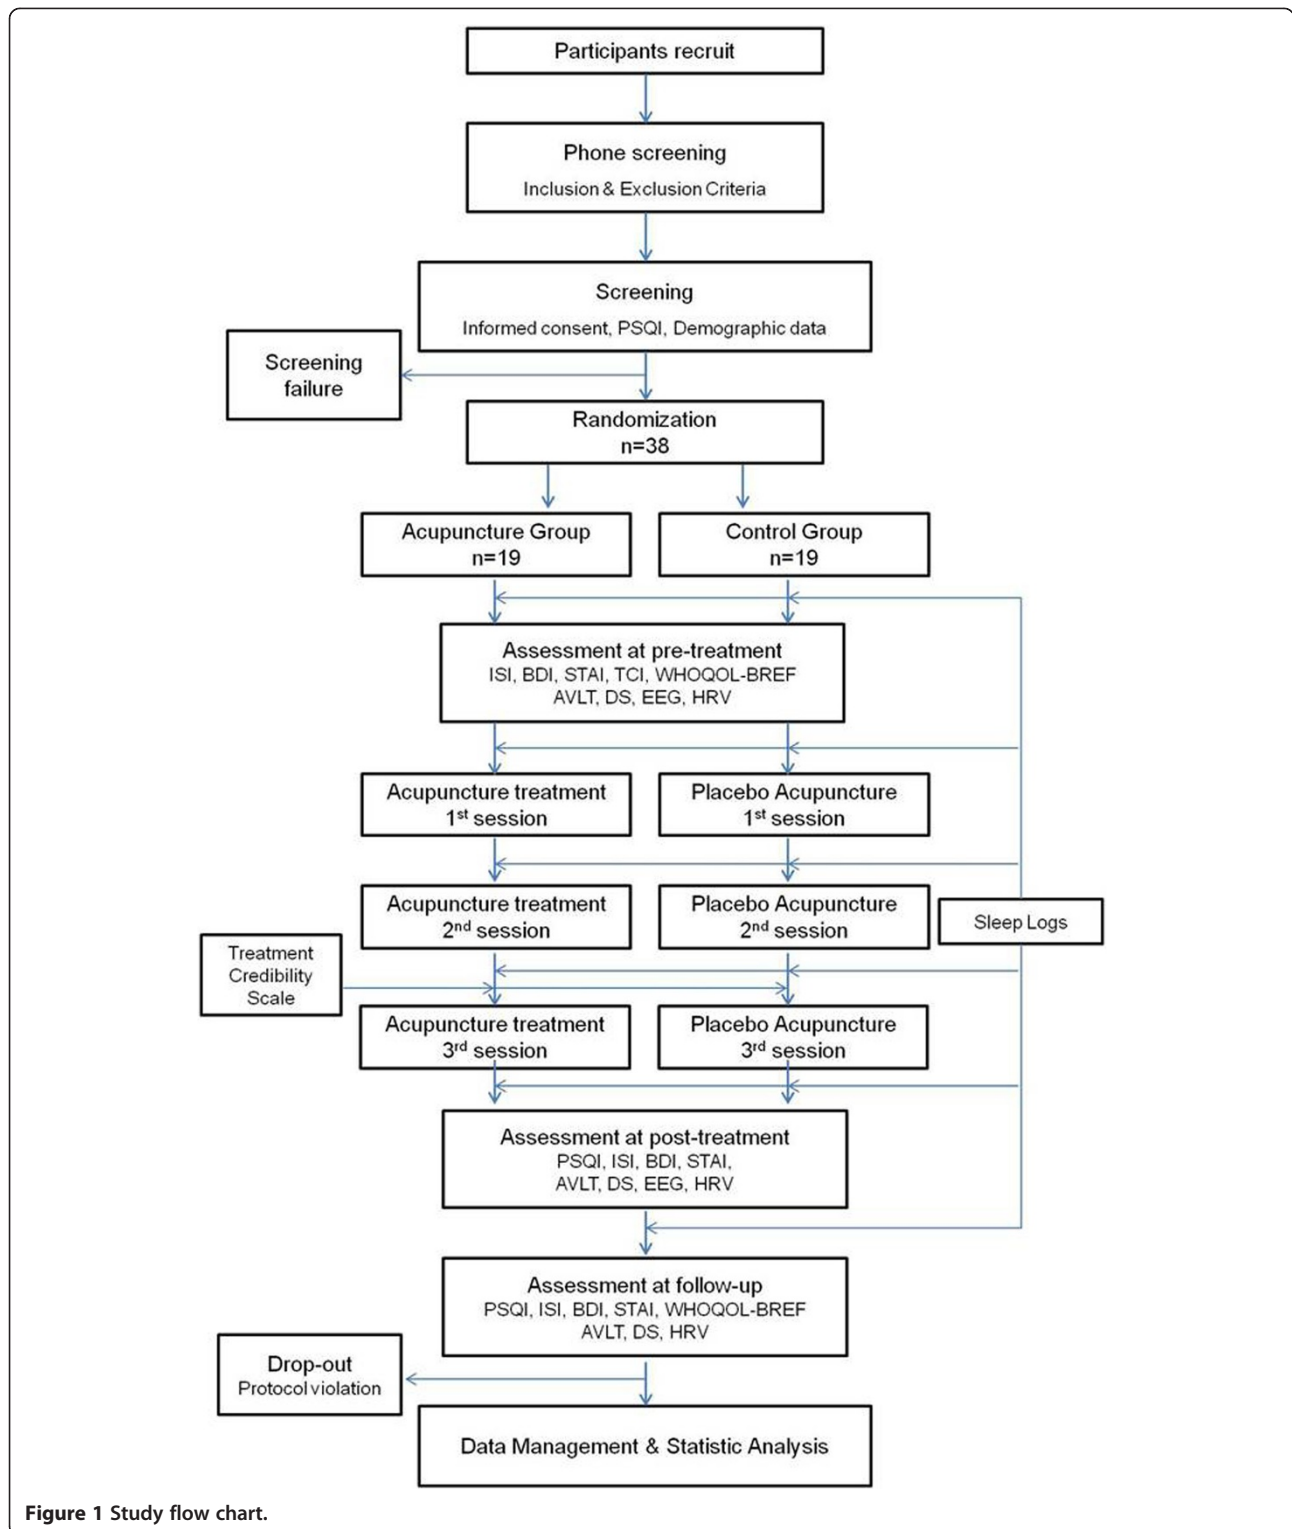 Participants recruit
Phone screening
Inclusion & Exclusion Criteria
Screening
Informed consent, PSQI, Demographic data
Screening
failure
Randomization
n=38
Acupuncture Group
n=19
Control Group
n=19
Assessment at pre-treatment
ISI, BDI, STAI, TCI, WHOQOL-BREF
AVLT, DS, EEG, HRV
Acupuncture treatment
1st session
Placebo Acupuncture
1st session
Acupuncture treatment
2nd session
Placebo Acupuncture
2nd session
Sleep Logs
Treatment
Credibility
Scale
Acupuncture treatment
3rd session
Placebo Acupuncture
3rd session
Assessment at post-treatment
PSQI, ISI, BDI, STAI,
AVLT, DS, EEG, HRV
Assessment at follow-up
PSQI, ISI, BDI, STAI, WHOQOL-BREF
AVLT, DS, HRV
Drop-out
Protocol violation
Data Management & Statistic Analysis
Figure 1 Study flow chart.